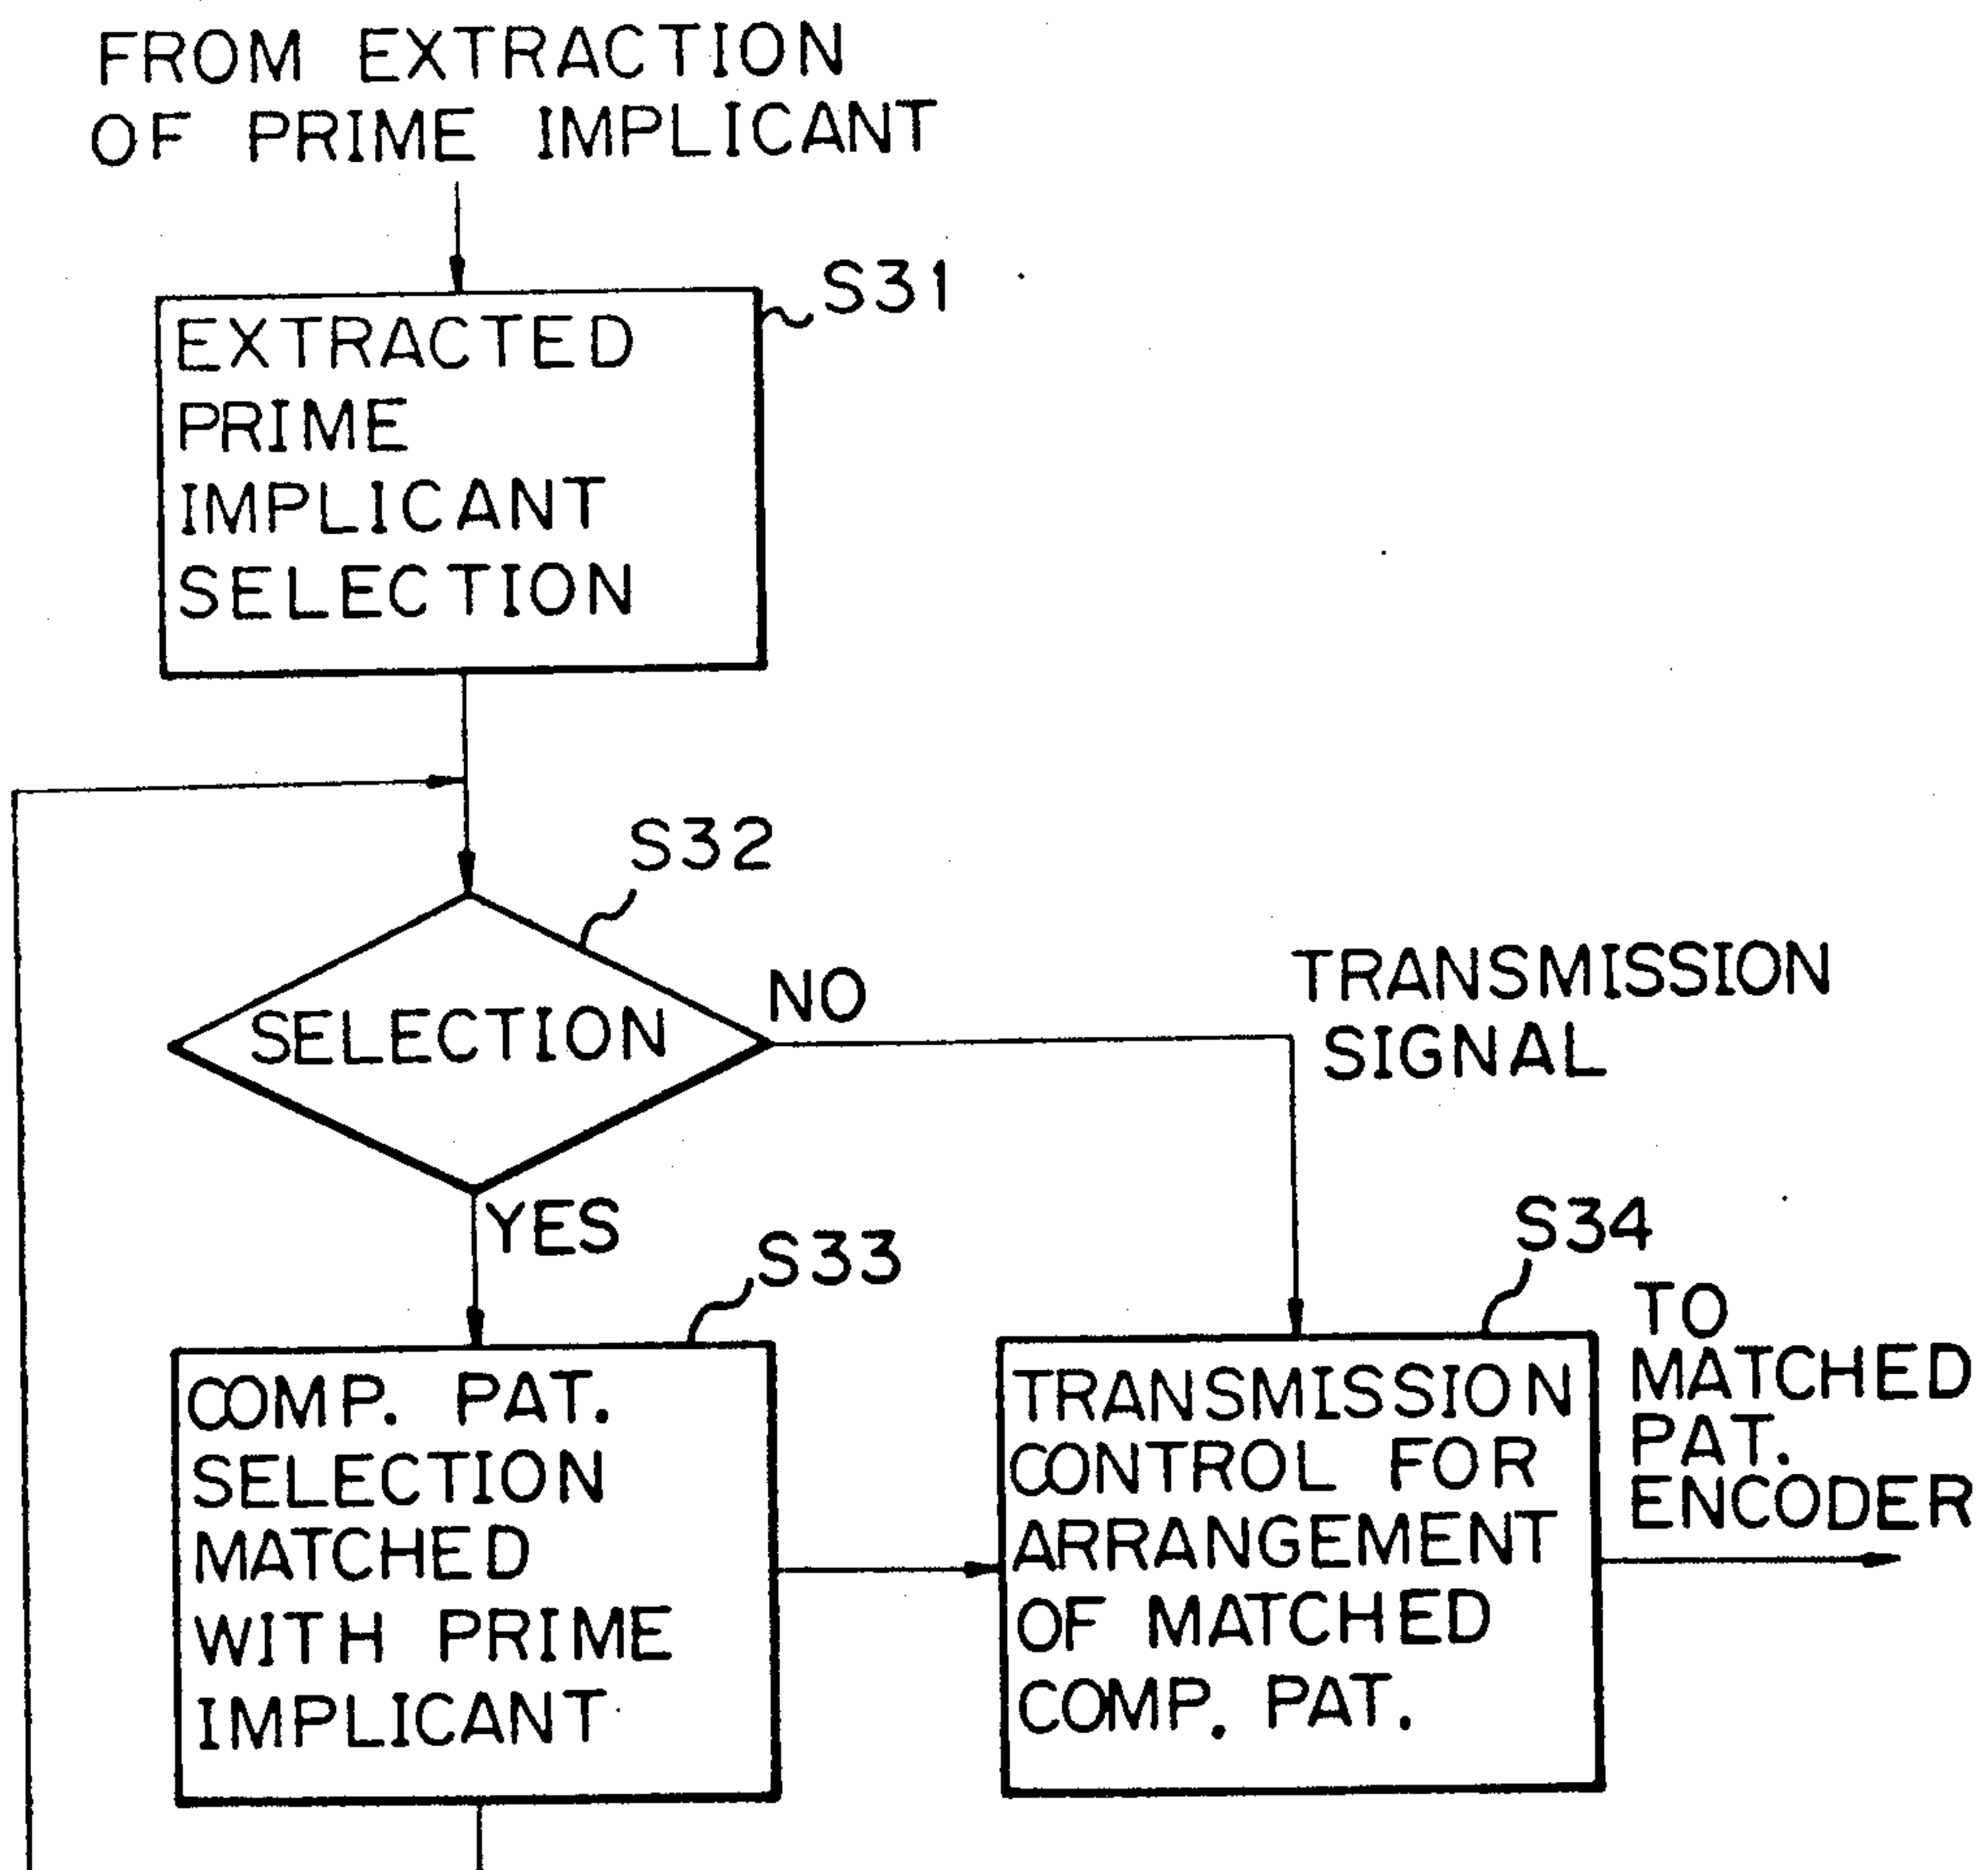 FROM EXTRACTION
OF PRIME IMPLICANT
S31
EXTRACTED
PRIME
IMPLICANT
SELECTION
S32
SELECTION
NO
TRANSMISSION
SIGNAL
YES
S33
COMP. PAT.
SELECTION
MATCHED
WITH PRIME
IMPLICANT
S34
TRANSMISSION
CONTROL FOR
ARRANGEMENT
OF MATCHED
COMP. PAT.
TO
MATCHED
PAT.
ENCODER